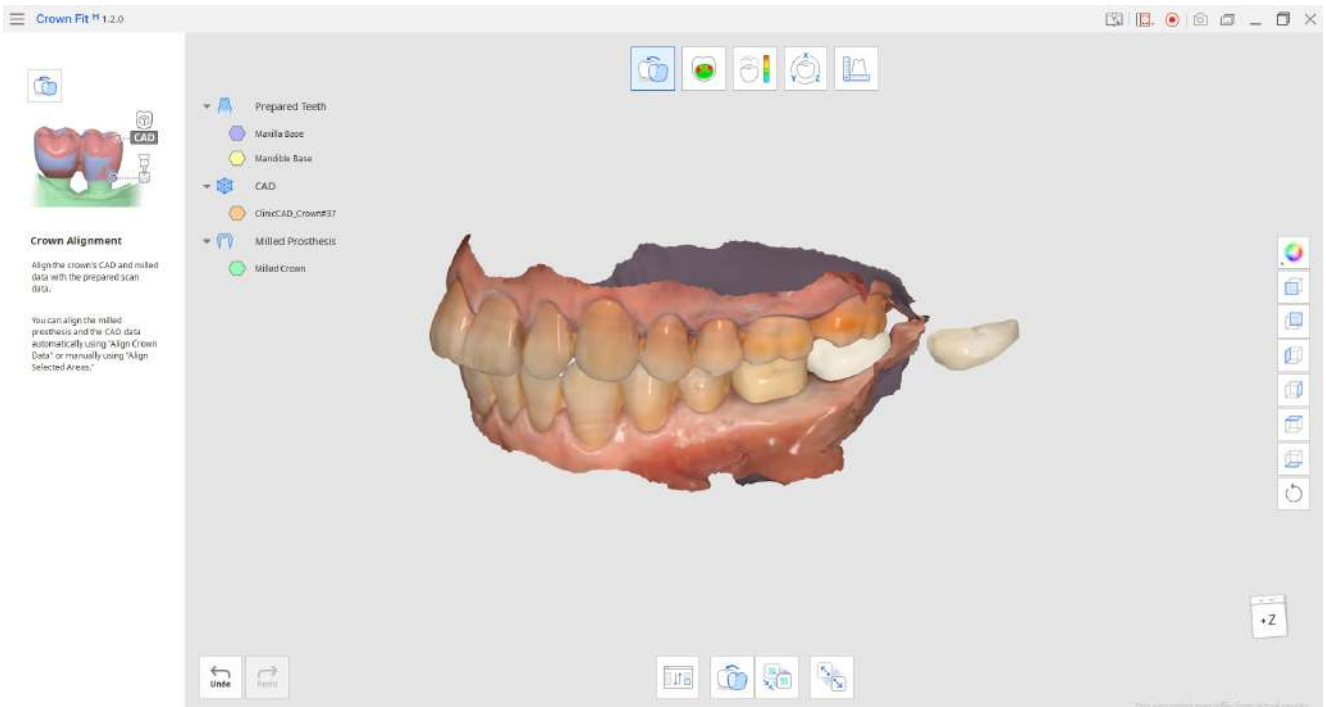 Crown Fit M 1.2.0
CAD
Crown Alignment
Align the crown's CAD and milled
data with the prepared scan
data.
You can align the milled
prosthesis and the CAD data
automatically using "Align Crown
Data" or manually using "Align
Selected Areas."
Prepared Teeth
Maxilla Base
Mandible Base
CAD
ClinicCAD_Crown#37
Milled Prosthesis
Milled Crown
X
Y
Z
+Z
Undo
Redo